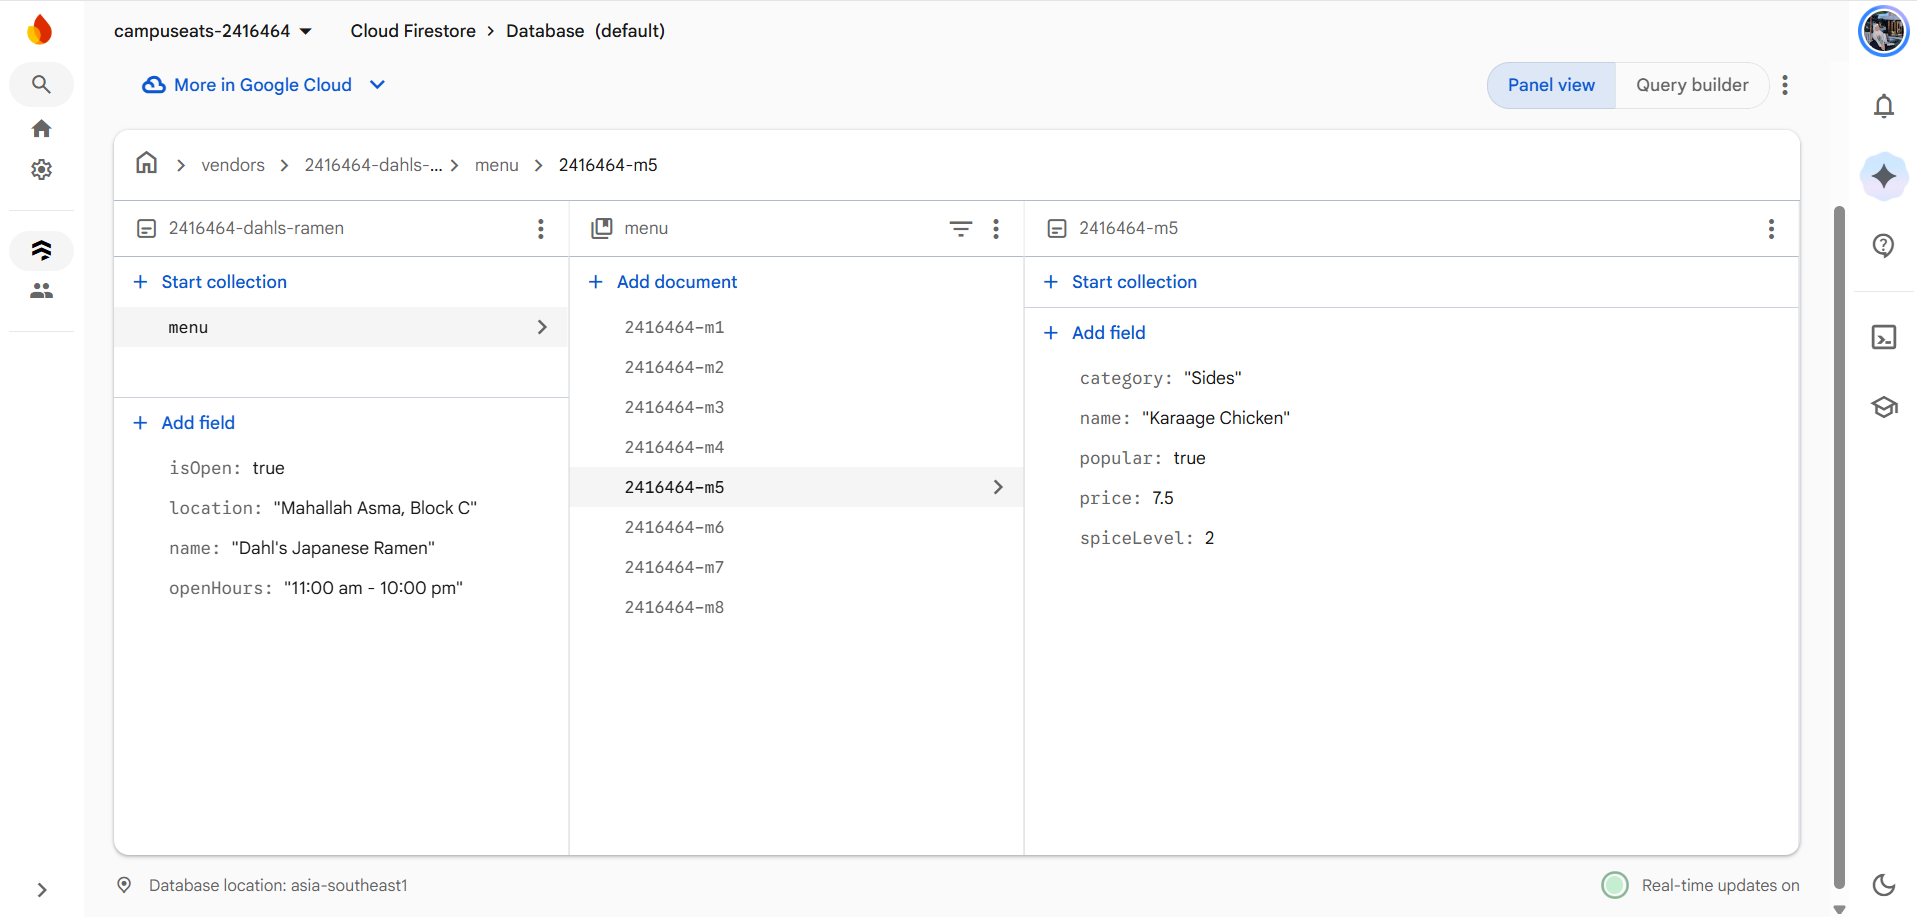 campuseats-2416464 Cloud Firestore > Database (default)
More in Google Cloud
Panel view Query builder
vendors > 2416464-dahls-... > menu > 2416464-m5
2416464-dahls-ramen
+ Start collection
menu
+ Add field
isOpen: true
location: "Mahallah Asma, Block C"
name: "Dahl's Japanese Ramen"
openHours: "11:00 am - 10:00 pm"
menu
+ Add document
2416464-m1
2416464-m2
2416464-m3
2416464-m4
2416464-m5
2416464-m6
2416464-m7
2416464-m8
2416464-m5
+ Start collection
+ Add field
category: "Sides"
name: "Karaage Chicken"
popular: true
price: 7.5
spiceLevel: 2
Database location: asia-southeast1
Real-time updates on